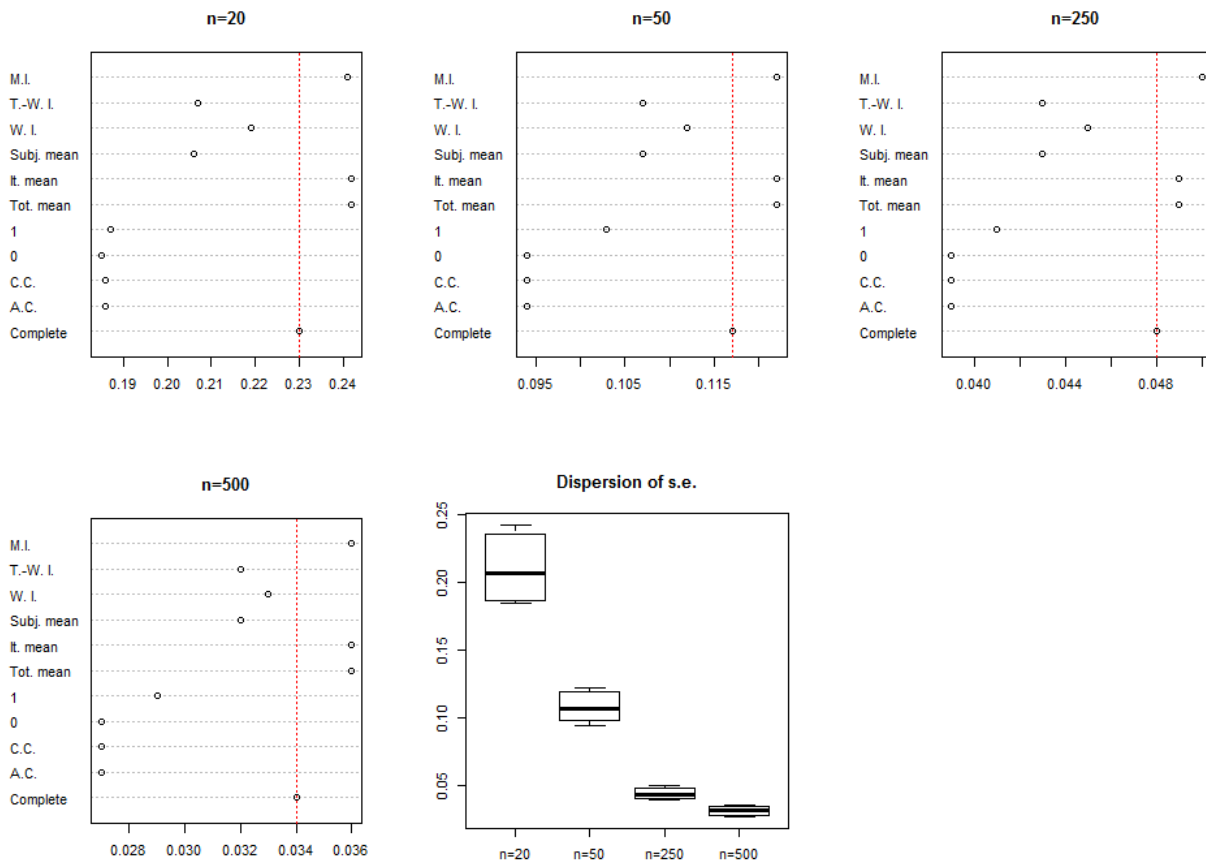 n=20
M.I.
T.-W. I.
W. I.
Subj. mean
It. mean
Tot. mean
1
0
C.C.
A.C.
Complete
0.19 0.20 0.21 0.22 0.23 0.24
n=50
M.I.
T.-W. I.
W. I.
Subj. mean
It. mean
Tot. mean
1
0
C.C.
A.C.
Complete
0.095 0.105 0.115
n=250
M.I.
T.-W. I.
W. I.
Subj. mean
It. mean
Tot. mean
1
0
C.C.
A.C.
Complete
0.040 0.044 0.048
n=500
M.I.
T.-W. I.
W. I.
Subj. mean
It. mean
Tot. mean
1
0
C.C.
A.C.
Complete
0.028 0.030 0.032 0.034 0.036
Dispersion of s.e.
0.25
0.20
0.15
0.10
0.05
n=20 n=50 n=250 n=500